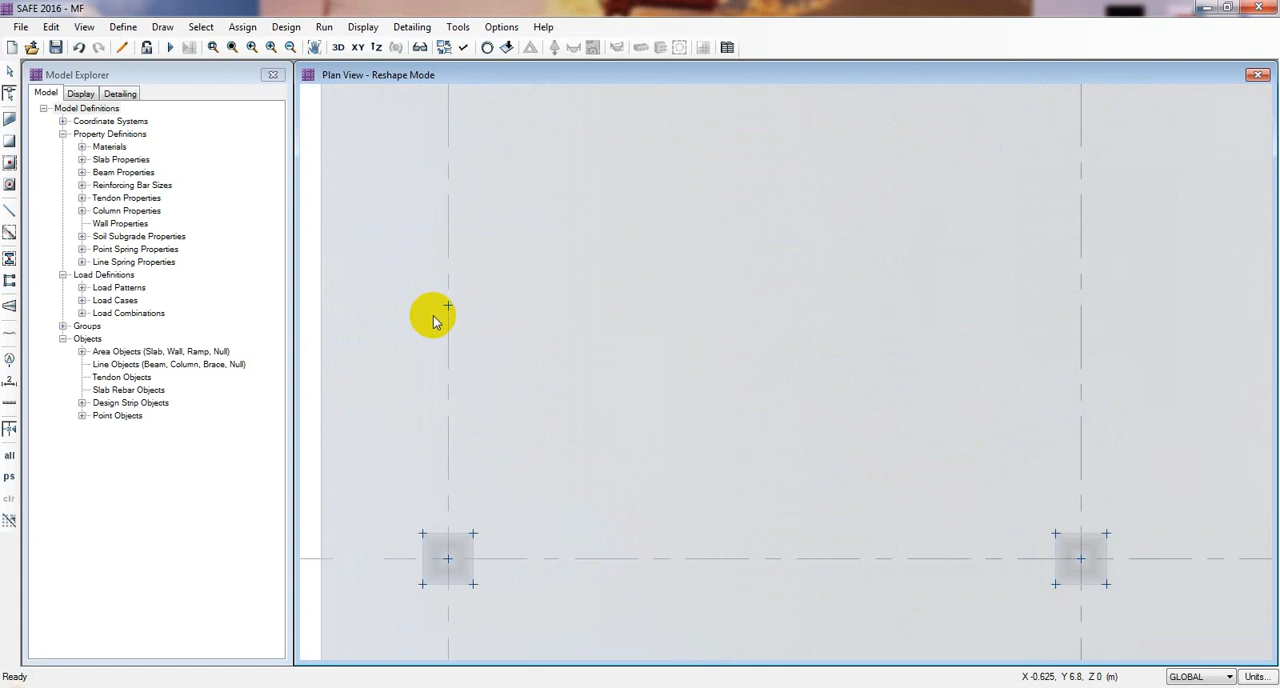 SAFE 2016 - MF
File Edit View Define Draw Select Assign Design Run Display Detailing Tools Options Help
3D XY
Model Explorer
Plan View - Reshape Mode
Model Display Detailing
Model Definitions
Coordinate Systems
Property Definitions
Materials
Slab Properties
Beam Properties
Reinforcing Bar Sizes
Tendon Properties
Column Properties
Wall Properties
Soil Subgrade Properties
Point Spring Properties
Line Spring Properties
Load Definitions
Load Patterns
Load Cases
Load Combinations
Groups
Objects
Area Objects (Slab, Wall, Ramp, Null)
Line Objects (Beam, Column, Brace, Null)
Tendon Objects
Slab Rebar Objects
Design Strip Objects
Point Objects
all
ps
clr
Ready
X -0.625, Y 6.8, Z 0 (m)
GLOBAL
Units...